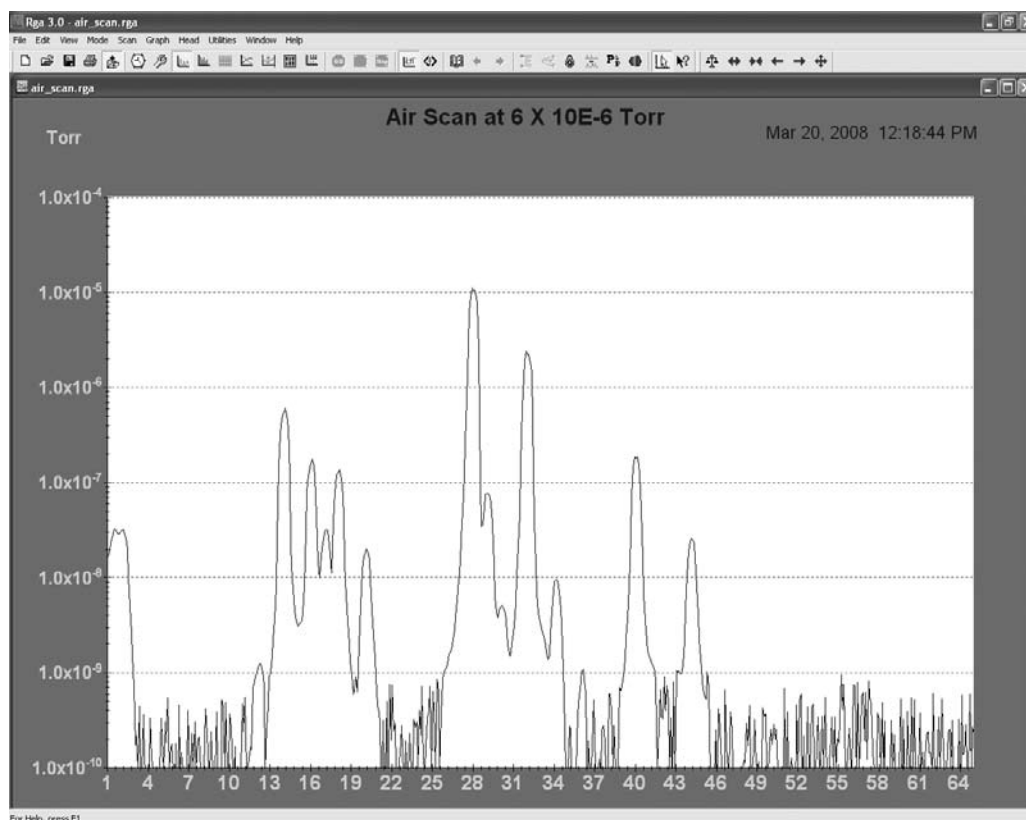 Rga 3.0 - air_scan.rga
File Edit View Mode Scan Graph Head Utilities Window Help
air_scan.rga
Air Scan at 6 X 10E-6 Torr
Torr
Mar 20, 2008 12:18:44 PM
1.0x10⁻⁴
1.0x10⁻⁵
1.0x10⁻⁶
1.0x10⁻⁷
1.0x10⁻⁸
1.0x10⁻⁹
1.0x10⁻¹⁰
1 4 7 10 13 16 19 22 25 28 31 34 37 40 43 46 49 52 55 58 61 64
For Help, press F1